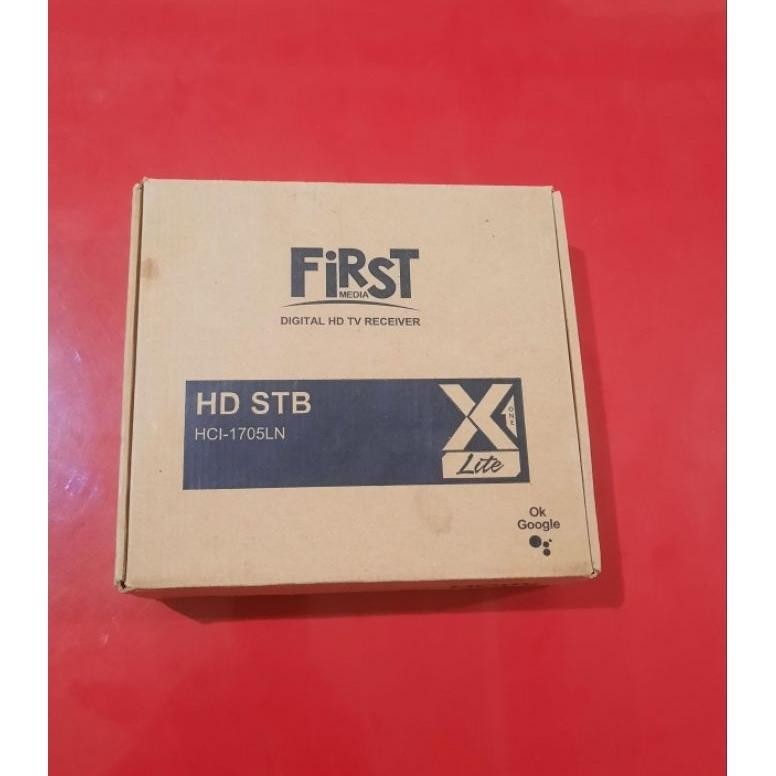 FiRST
MEDIA
DIGITAL HD TV RECEIVER
HD STB
HCI-1705LN
X
ONE
Lite
Ok
Google